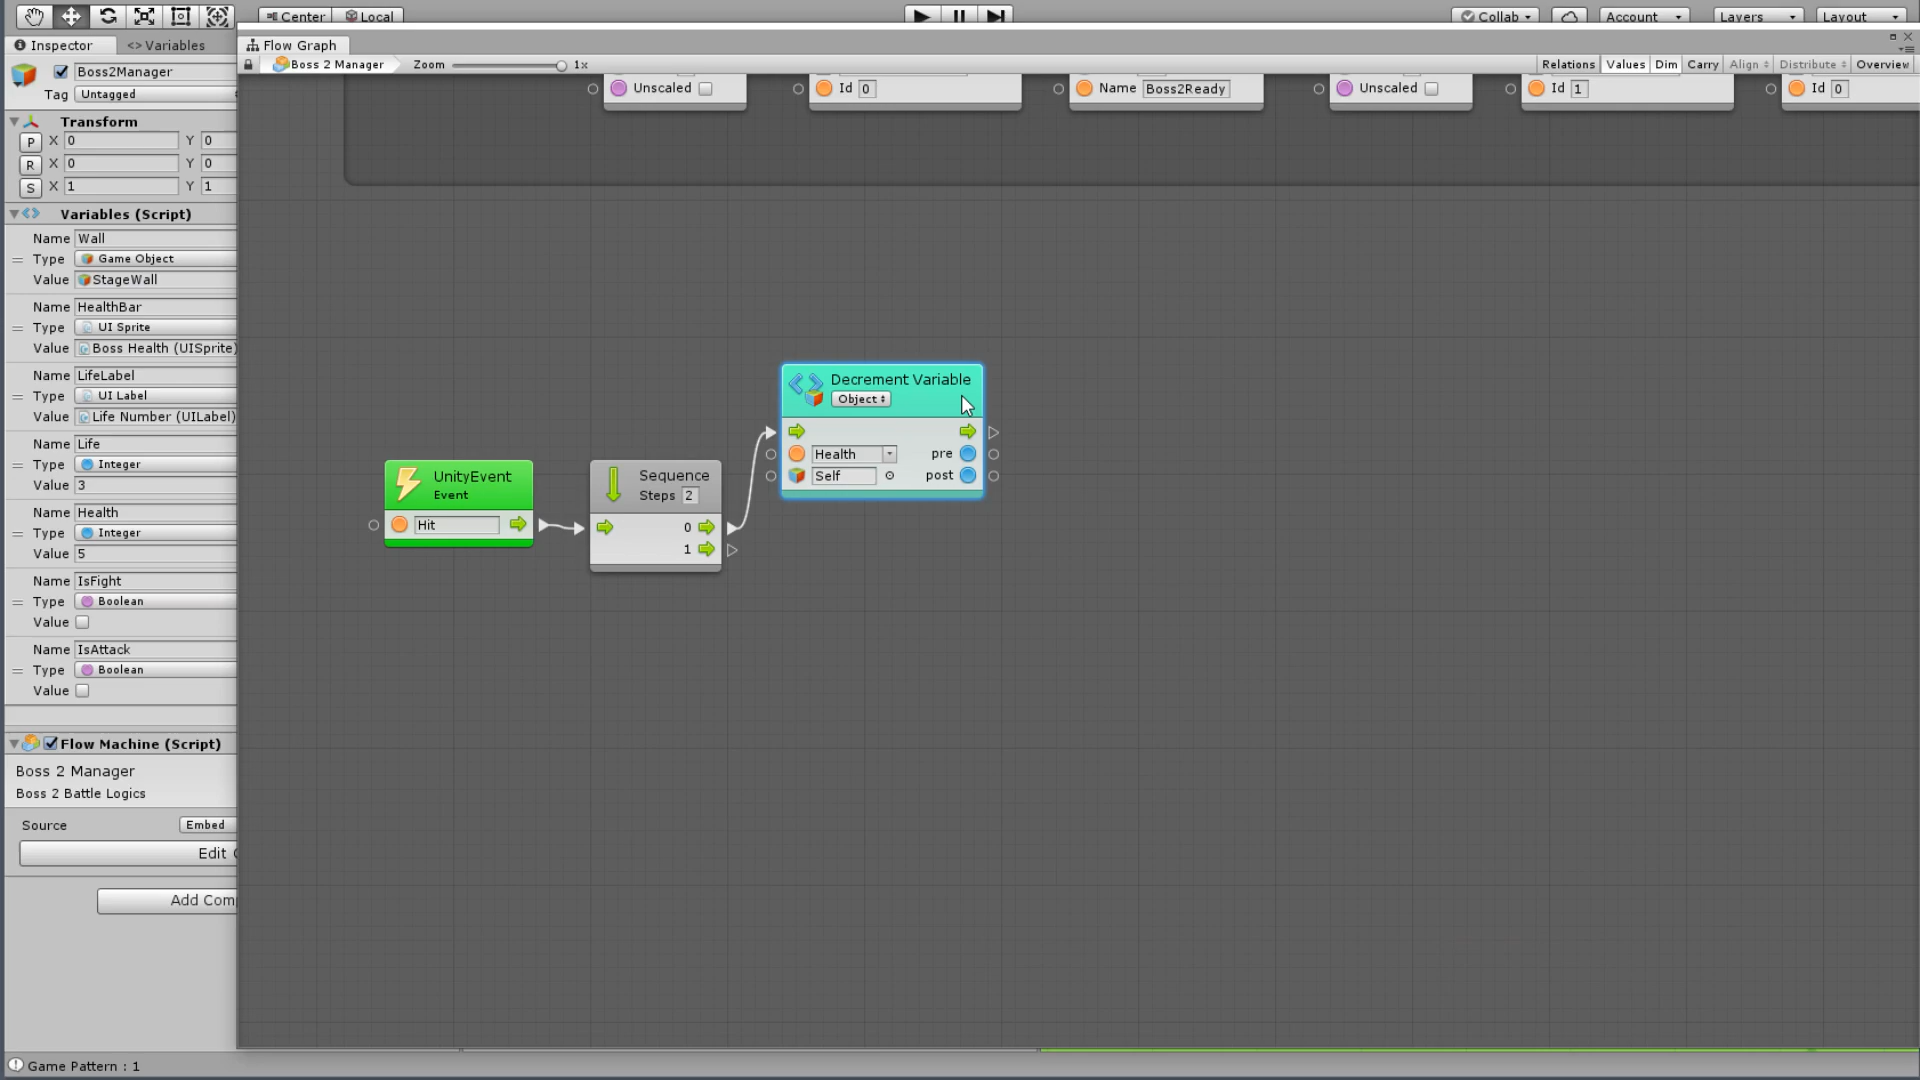 Center
Local
Collab
Account
Layers
Layout
Inspector
<> Variables
Flow Graph
Boss2Manager
Boss 2 Manager
Zoom
1x
Relations
Values
Dim
Carry
Align
Distribute
Overview
Tag
Untagged
Unscaled
Id 0
Name Boss2Ready
Unscaled
Id 1
Id 0
Transform
P X 0 Y 0
R X 0 Y 0
S X 1 Y 1
Variables (Script)
Name Wall
Type Game Object
Value StageWall
Name HealthBar
Type UI Sprite
Value Boss Health (UISprite)
Name LifeLabel
Type UI Label
Value Life Number (UILabel)
Name Life
Type Integer
Value 3
Name Health
Type Integer
Value 5
Name IsFight
Type Boolean
Value
Name IsAttack
Type Boolean
Value
Flow Machine (Script)
Boss 2 Manager
Boss 2 Battle Logics
Source
Embed
Edit
Add Com
UnityEvent
Event
Hit
Sequence
Steps 2
0
1
Decrement Variable
Object
Health
pre
Self
post
Game Pattern : 1